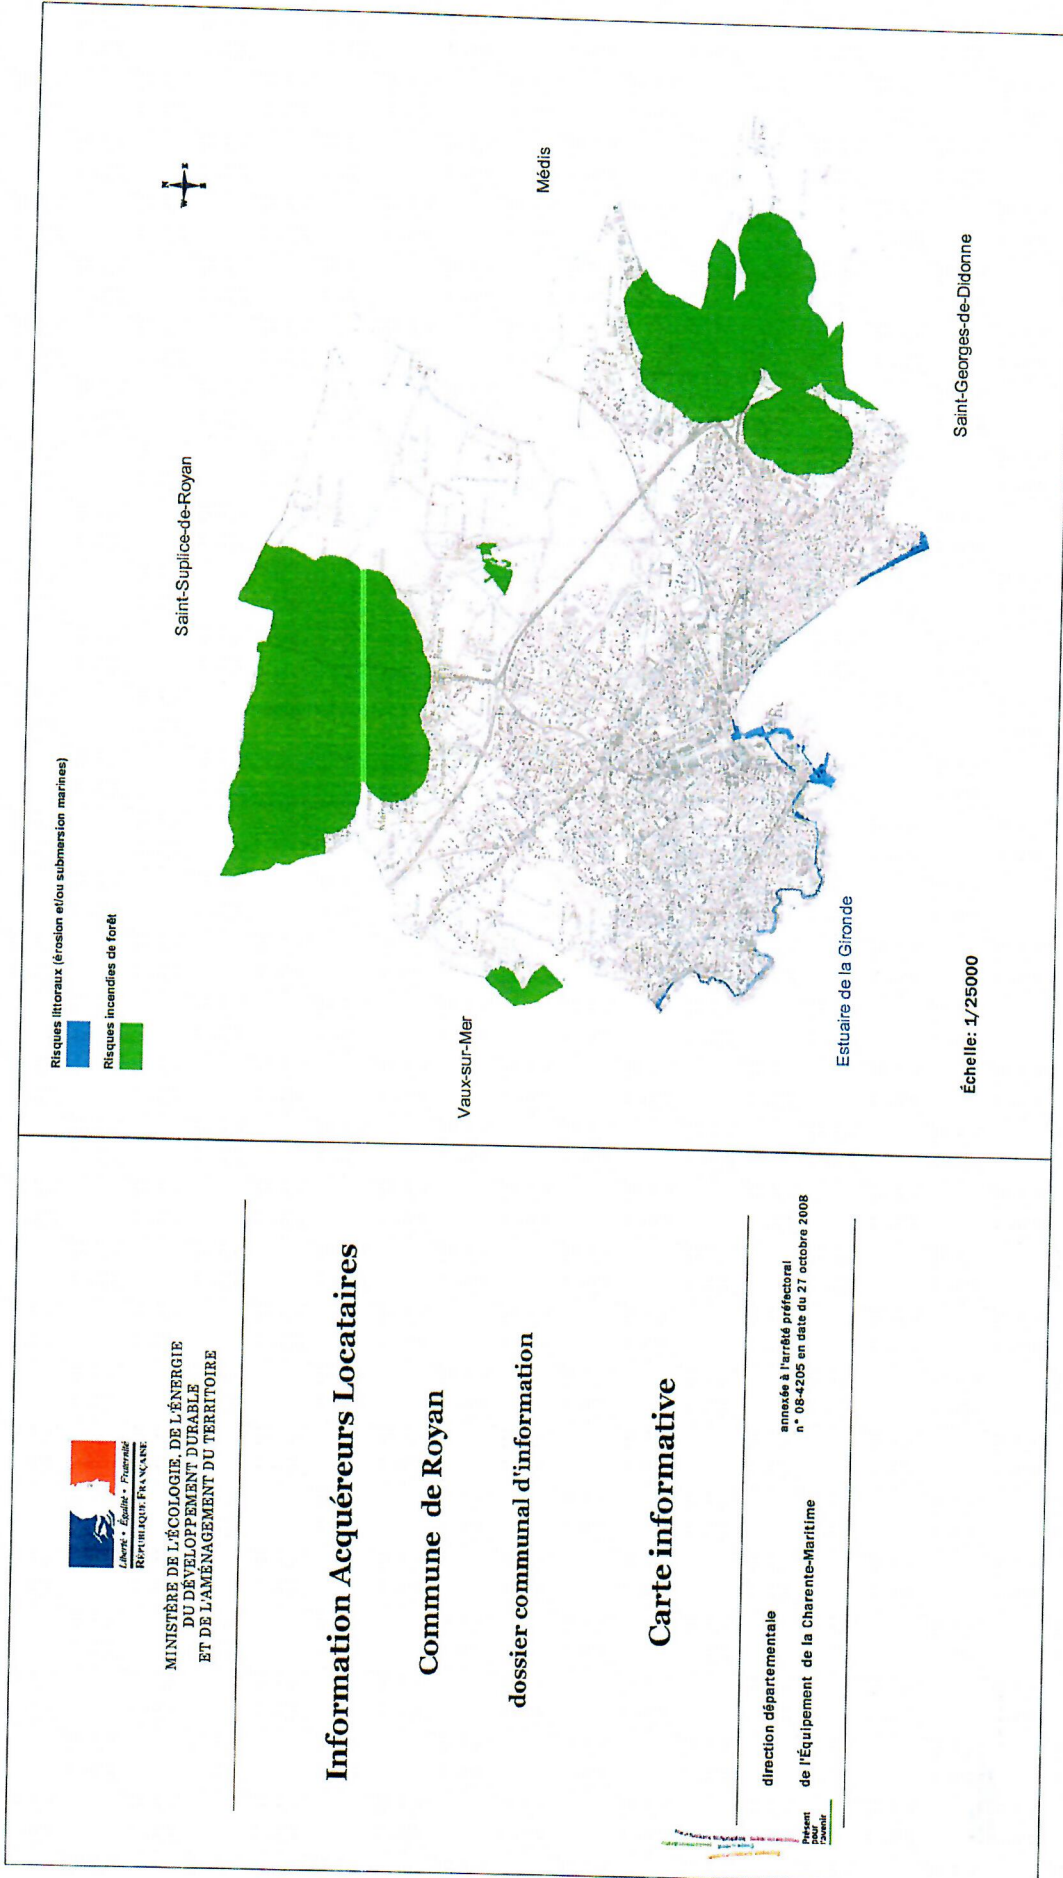 Liberté • Égalité • Fraternité
RÉPUBLIQUE FRANÇAISE
MINISTÈRE DE L'ÉCOLOGIE, DE L'ÉNERGIE
DU DÉVELOPPEMENT DURABLE
ET DE L'AMÉNAGEMENT DU TERRITOIRE
Information Acquéreurs Locataires
Commune de Royan
dossier communal d'information
Carte informative
direction départementale
de l'Équipement de la Charente-Maritime
annexée à l'arrêté préfectoral
n° 08-4205 en date du 27 octobre 2008
Présent
pour
l'avenir
Risques littoraux (érosion et/ou submersion marines)
Risques incendies de forêt
N
W
E
S
Saint-Suplice-de-Royan
Médis
Vaux-sur-Mer
Saint-Georges-de-Didonne
Estuaire de la Gironde
Échelle: 1/25000